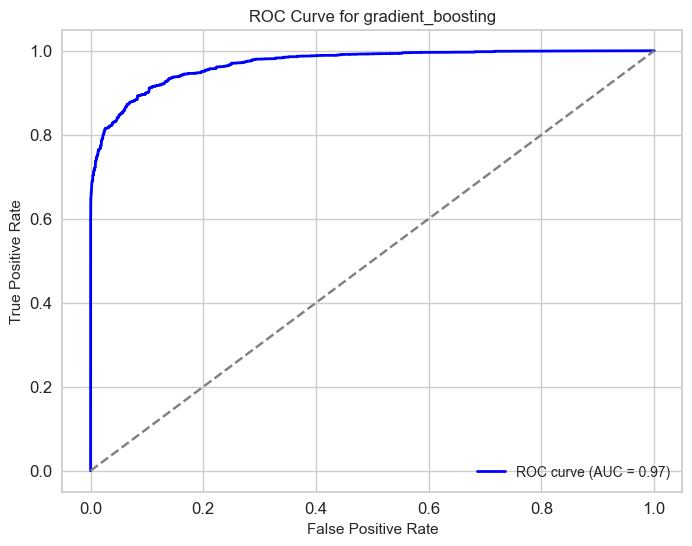 ROC Curve for gradient_boosting
1.0
0.8
0.6
0.4
0.2
0.0
True Positive Rate
ROC curve (AUC = 0.97)
0.0 0.2 0.4 0.6 0.8 1.0
False Positive Rate